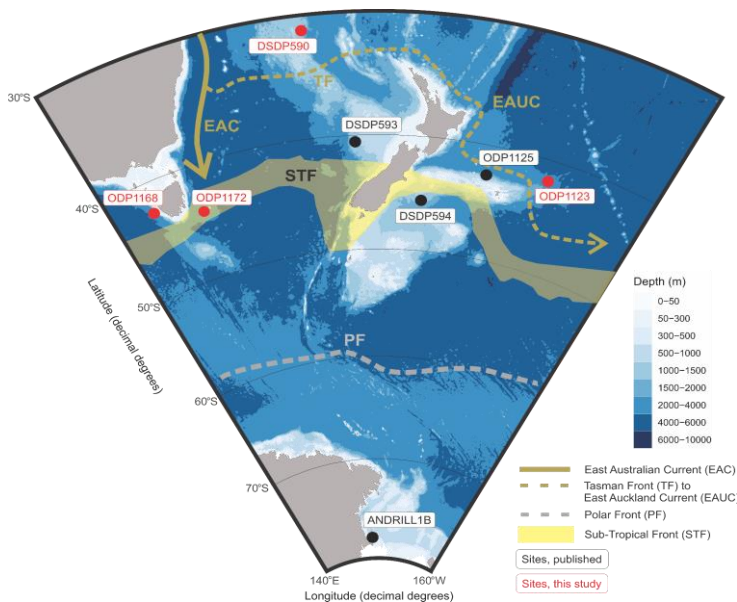 DSDP590
TF
30°S
EAUC
EAC
DSDP593
ODP1125
STF
ODP1168
ODP1172
40°S
ODP1123
DSDP594
Latitude (decimal degrees)
50°S
Depth (m)
0−50
50−300
300−500
500−1000
1000−1500
1500−2000
2000−4000
4000−6000
6000−10000
PF
60°S
70°S
East Australian Current (EAC)
Tasman Front (TF) to
East Auckland Current (EAUC)
Polar Front (PF)
Sub-Tropical Front (STF)
ANDRILL1B
Sites, published
Sites, this study
140°E
160°W
Longitude (decimal degrees)